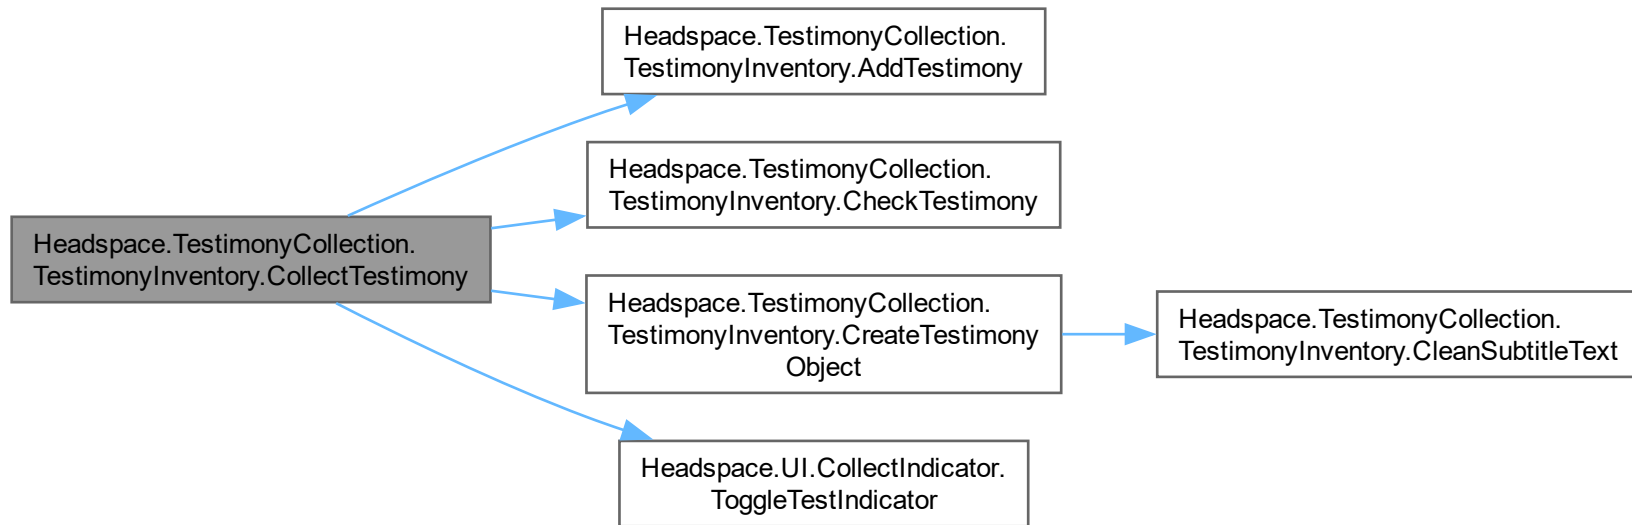 Headspace.TestimonyCollection.
TestimonyInventory.AddTestimony
Headspace.TestimonyCollection.
TestimonyInventory.CheckTestimony
Headspace.TestimonyCollection.
TestimonyInventory.CollectTestimony
Headspace.TestimonyCollection.
TestimonyInventory.CreateTestimony
Object
Headspace.TestimonyCollection.
TestimonyInventory.CleanSubtitleText
Headspace.UI.CollectIndicator.
ToggleTestIndicator